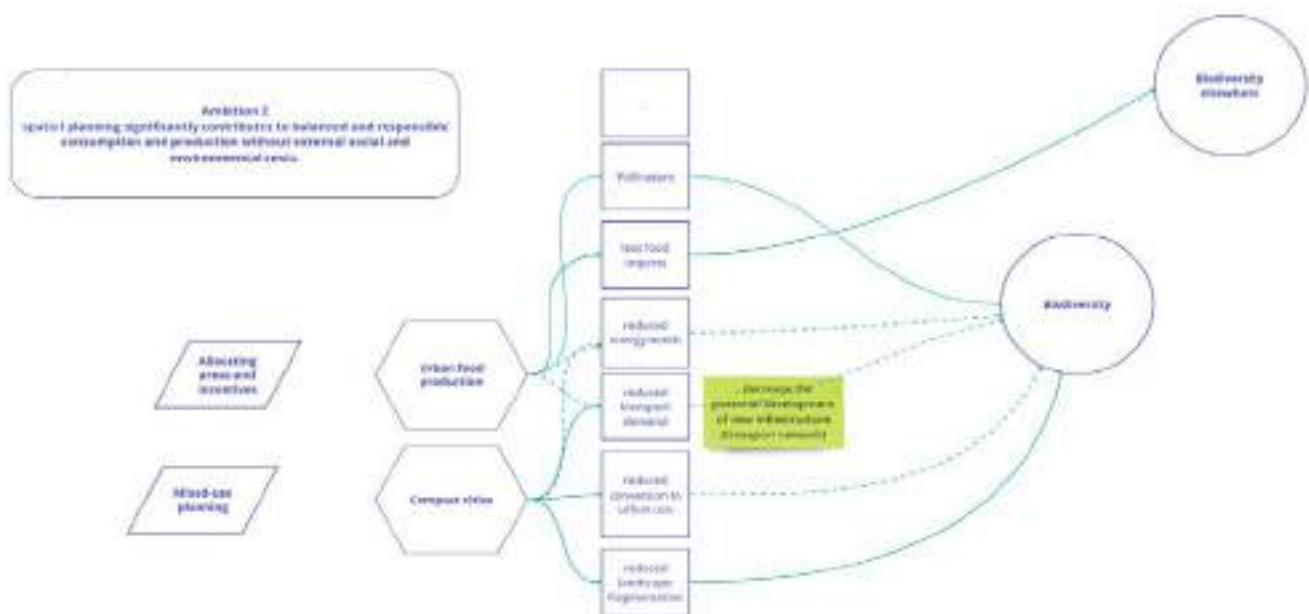 Ambition 2
spatial planning significantly contributes to balanced and responsible
consumption and production without external social and
environmental costs
Biodiversity
elsewhere
Pollinators
less food
imports
Biodiversity
reduced
energy needs
Allocating
areas and
incentives
Urban food
production
reduced
transport
demand
decrease the
potential development
of new infrastructure
(transport network)
Mixed-use
planning
Compact cities
reduced
conversion to
urban use
reduced
landscape
fragmentation